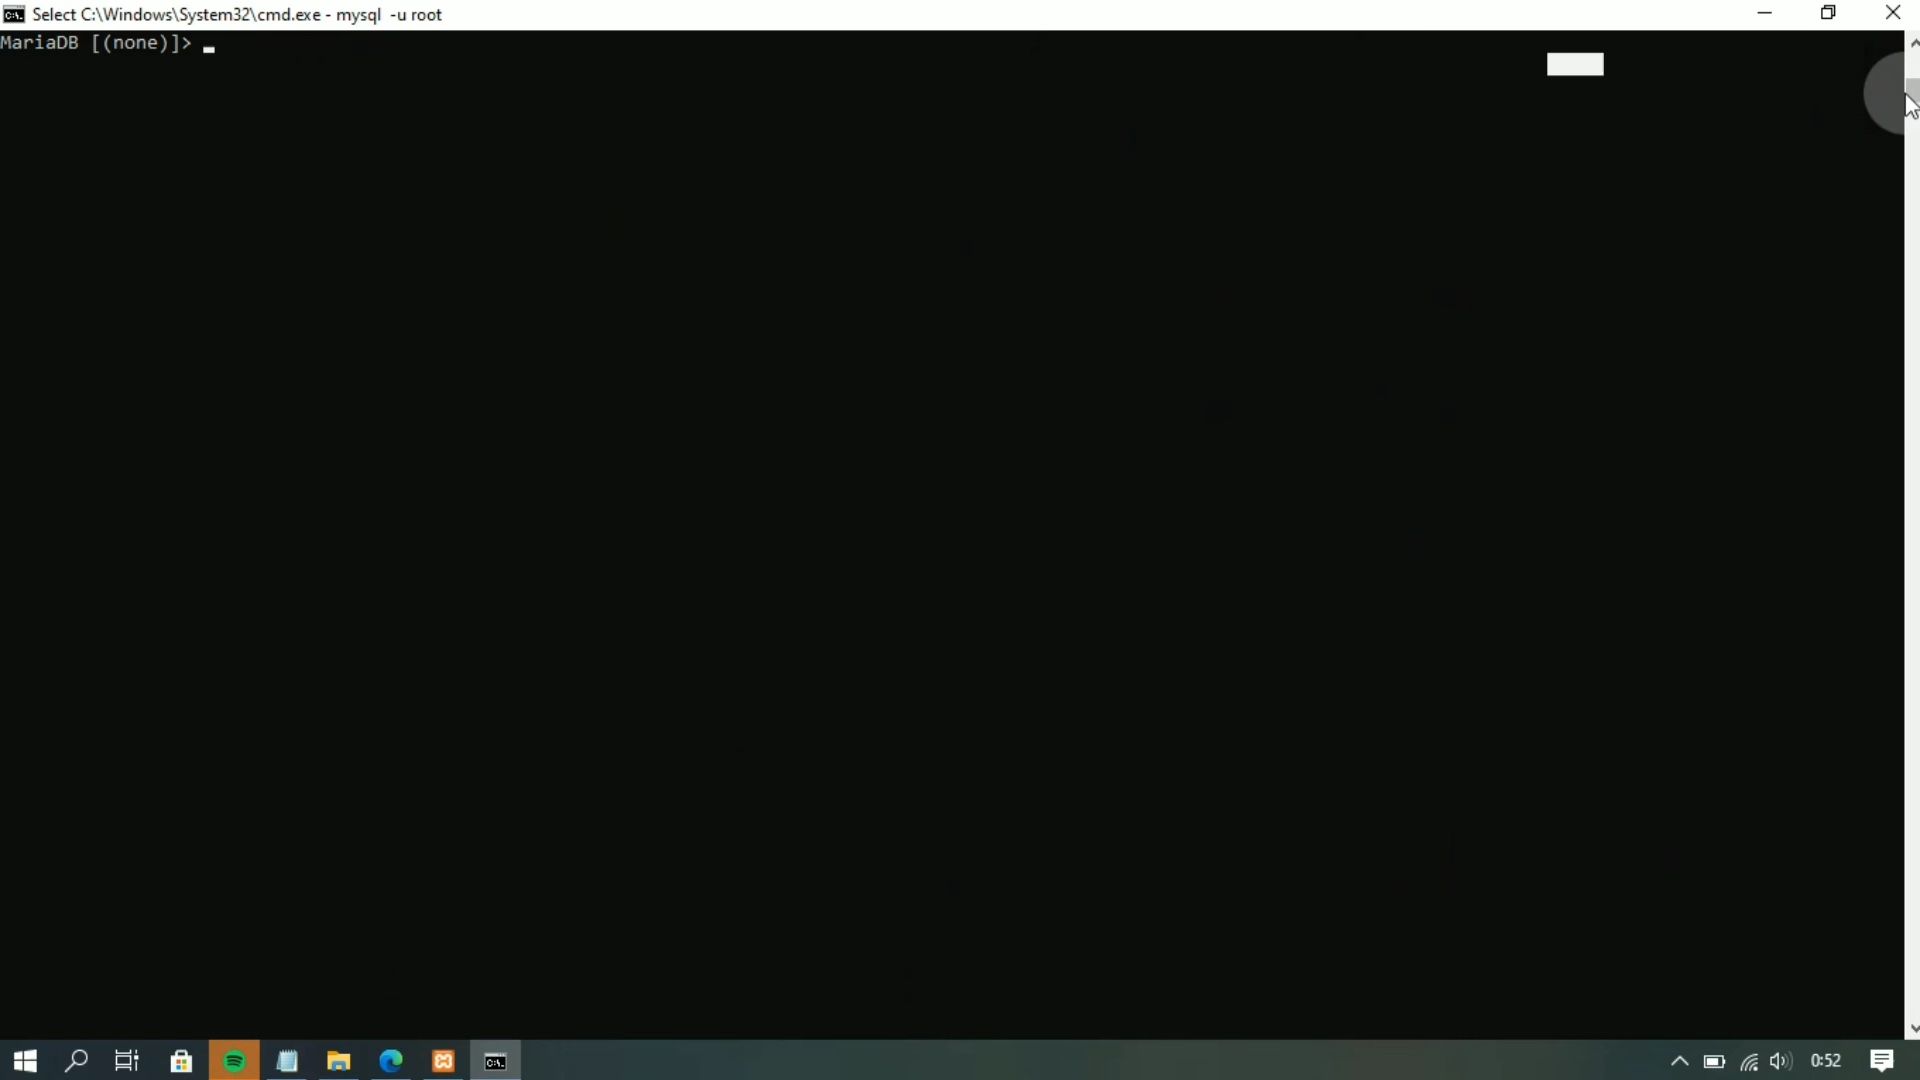 Select C:\Windows\System32\cmd.exe - mysql  -u root
MariaDB [(none)]>
0:52